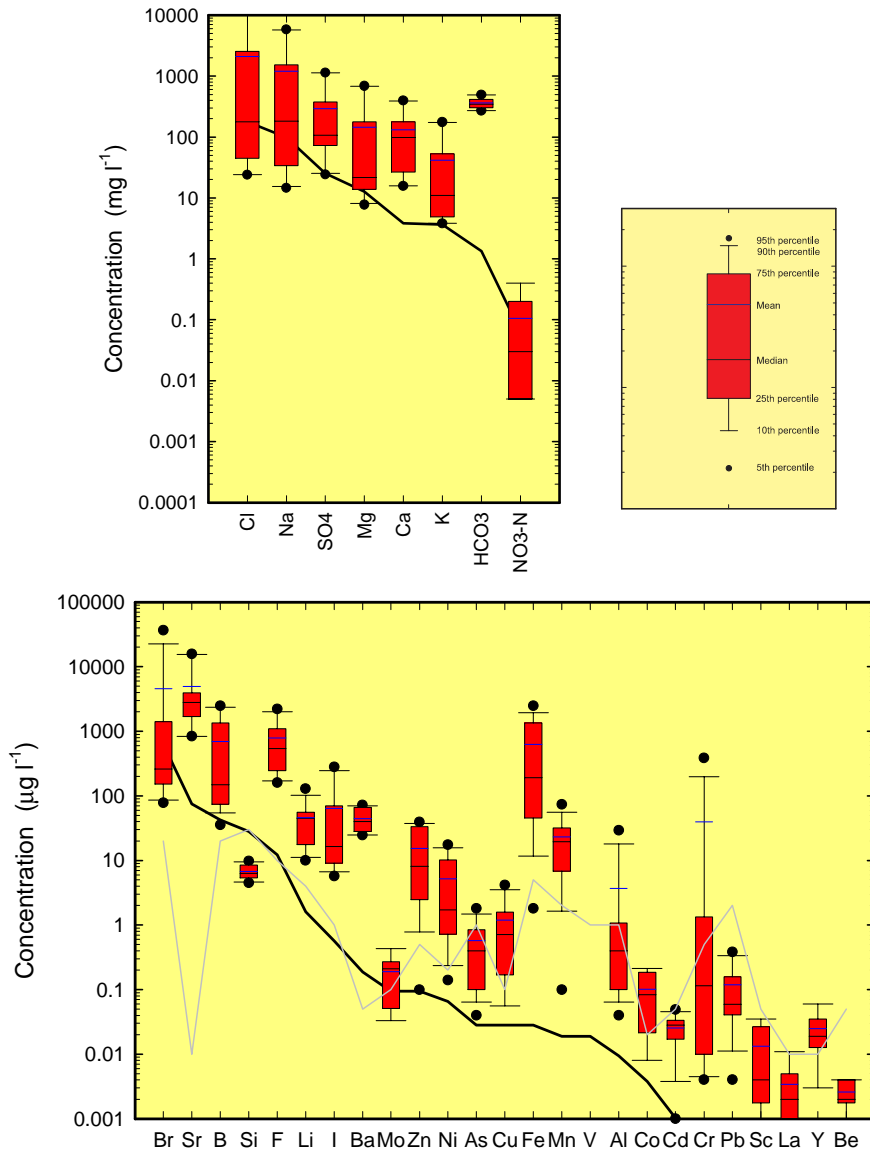 10000
1000
100
10
1
0.1
0.01
0.001
0.0001
Concentration (mg l⁻¹)
Cl
Na
SO4
Mg
Ca
K
HCO3
NO3-N
95th percentile
90th percentile
75th percentile
Mean
Median
25th percentile
10th percentile
5th percentile
100000
10000
1000
100
10
1
0.1
0.01
0.001
Concentration (µg l⁻¹)
Br Sr B Si F Li I Ba Mo Zn Ni As Cu Fe Mn V Al Co Cd Cr Pb Sc La Y Be